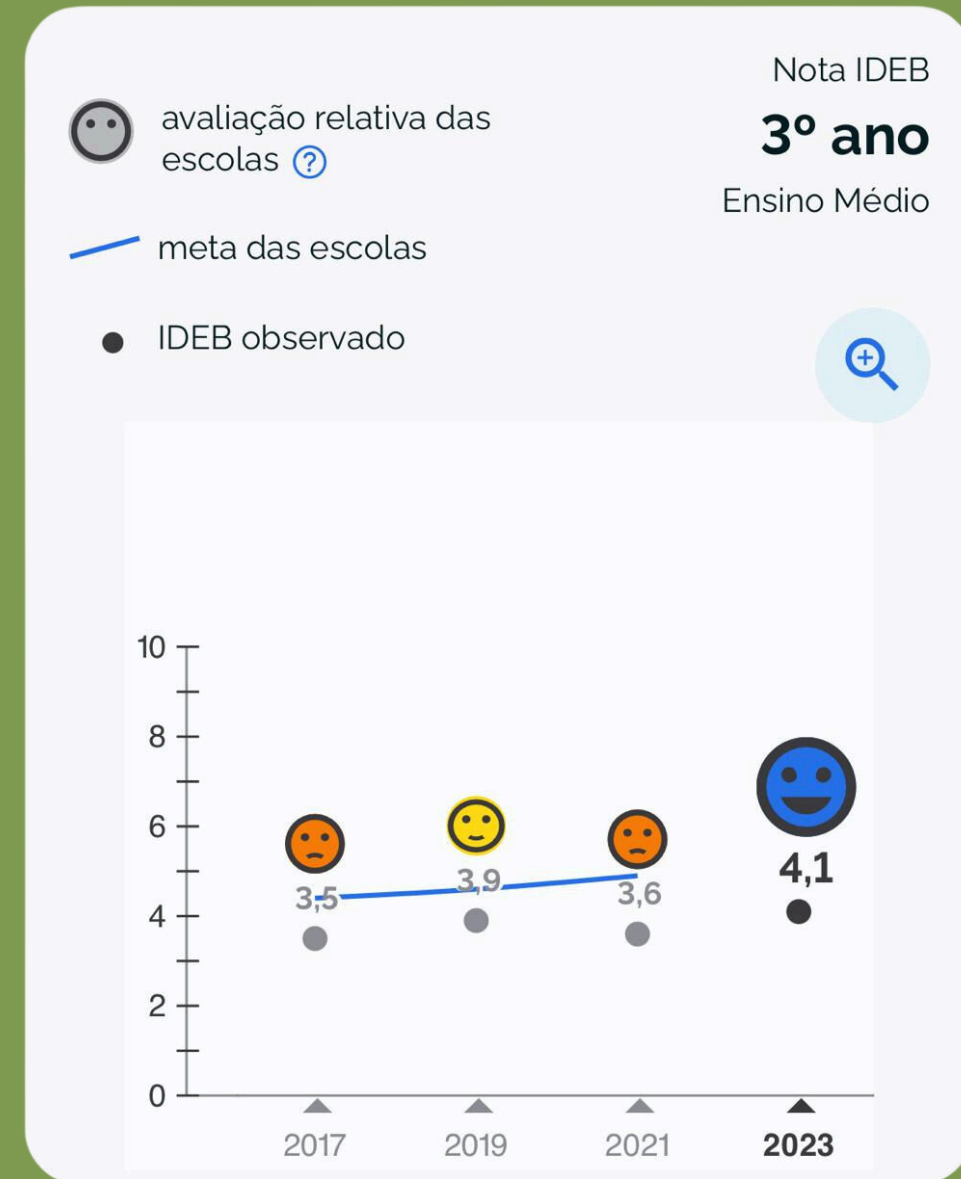 Nota IDEB
3º ano
Ensino Médio
avaliação relativa das
escolas ?
meta das escolas
IDEB observado
10
8
6
4
2
0
3,5
3,9
3,6
4,1
2017
2019
2021
2023